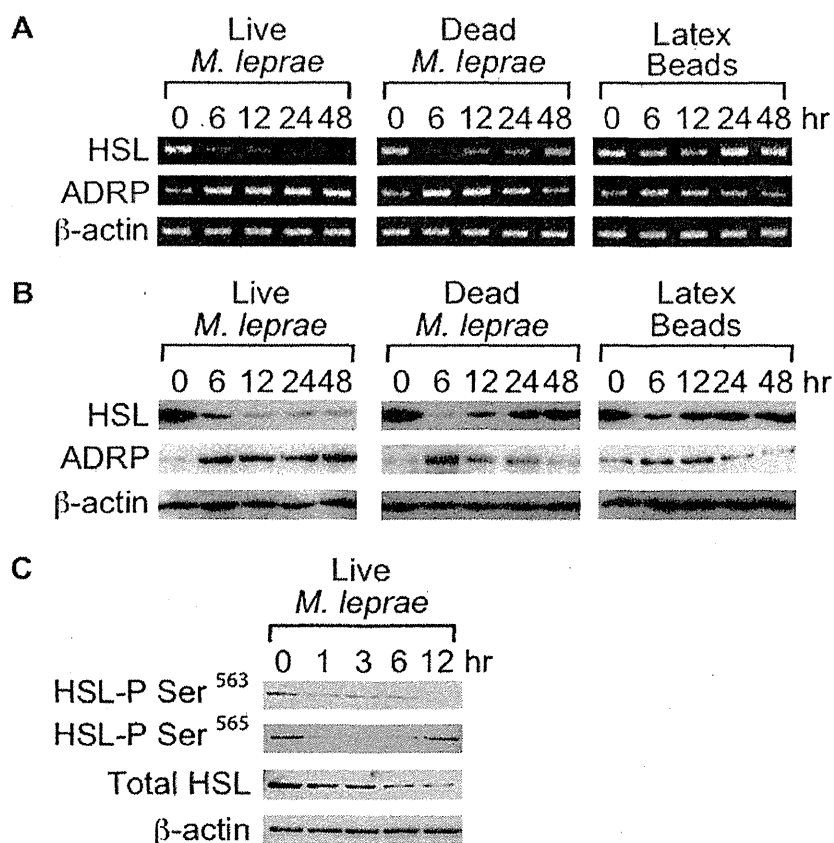 A
Live
M. leprae
Dead
M. leprae
Latex
Beads
0 6 12 24 48 0 6 12 24 48 0 6 12 24 48 hr
HSL
ADRP
β-actin
B
Live
M. leprae
Dead
M. leprae
Latex
Beads
0 6 12 24 48 0 6 12 24 48 0 6 12 24 48 hr
HSL
ADRP
β-actin
C
Live
M. leprae
0 1 3 6 12 hr
HSL-P Ser 563
HSL-P Ser 565
Total HSL
β-actin